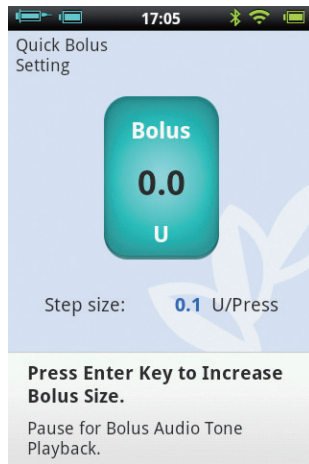 17:05
Quick Bolus
Setting
Bolus
0.0
U
Step size: 0.1 U/Press
Press Enter Key to Increase
Bolus Size.
Pause for Bolus Audio Tone
Playback.